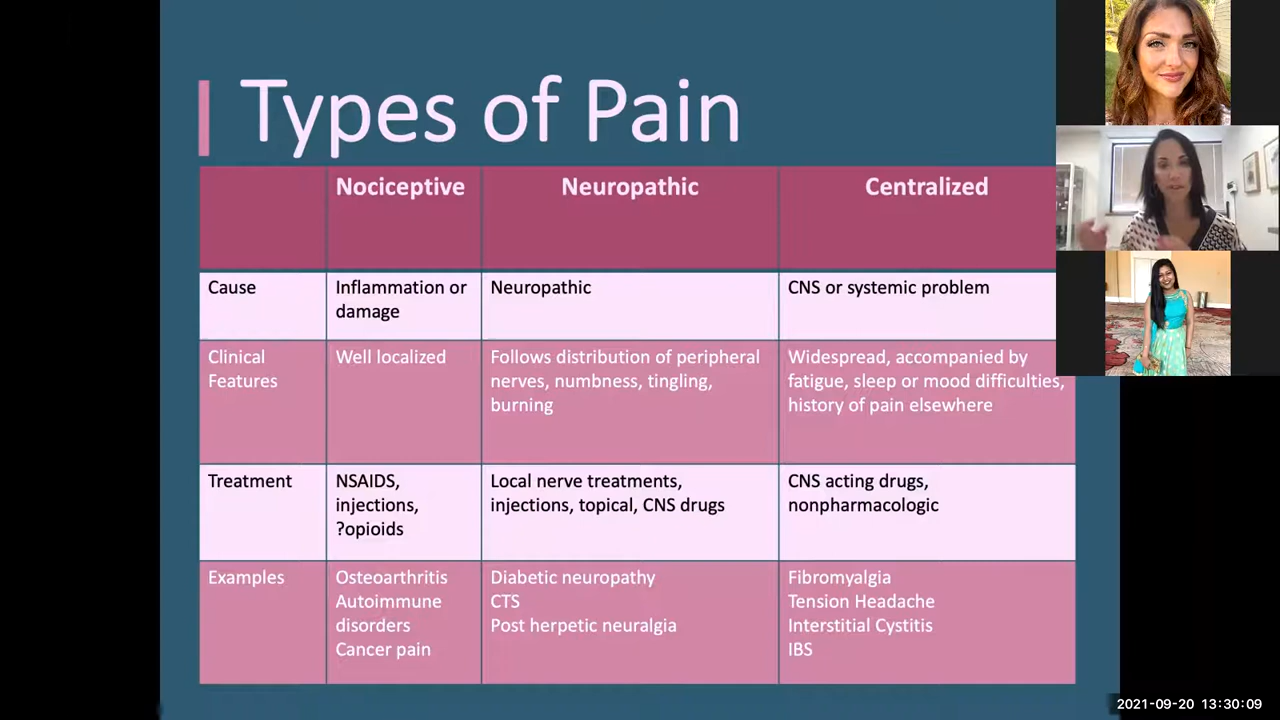 Types of Pain
Nociceptive
Neuropathic
Centralized
Cause
Inflammation or
damage
Neuropathic
CNS or systemic problem
Clinical
Features
Well localized
Follows distribution of peripheral
nerves, numbness, tingling,
burning
Widespread, accompanied by
fatigue, sleep or mood difficulties,
history of pain elsewhere
Treatment
NSAIDS,
injections,
?opioids
Local nerve treatments,
injections, topical, CNS drugs
CNS acting drugs,
nonpharmacologic
Examples
Osteoarthritis
Autoimmune
disorders
Cancer pain
Diabetic neuropathy
CTS
Post herpetic neuralgia
Fibromyalgia
Tension Headache
Interstitial Cystitis
IBS
2021-09-20 13:30:09